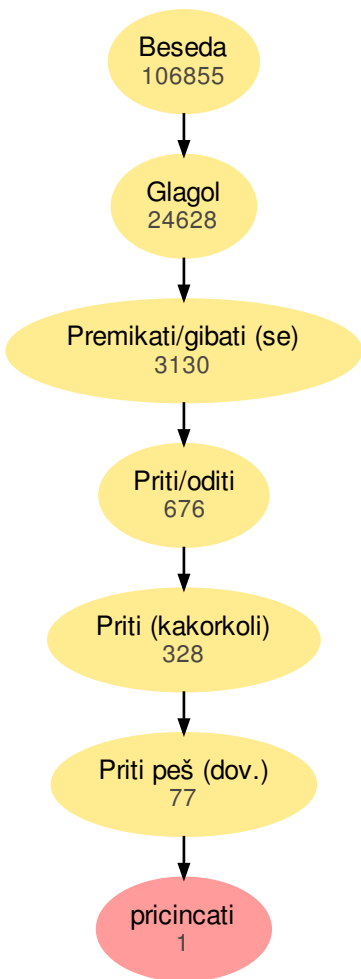 Beseda
106855
Glagol
24628
Premikati/gibati (se)
3130
Priti/oditi
676
Priti (kakorkoli)
328
Priti peš (dov.)
77
pricincati
1